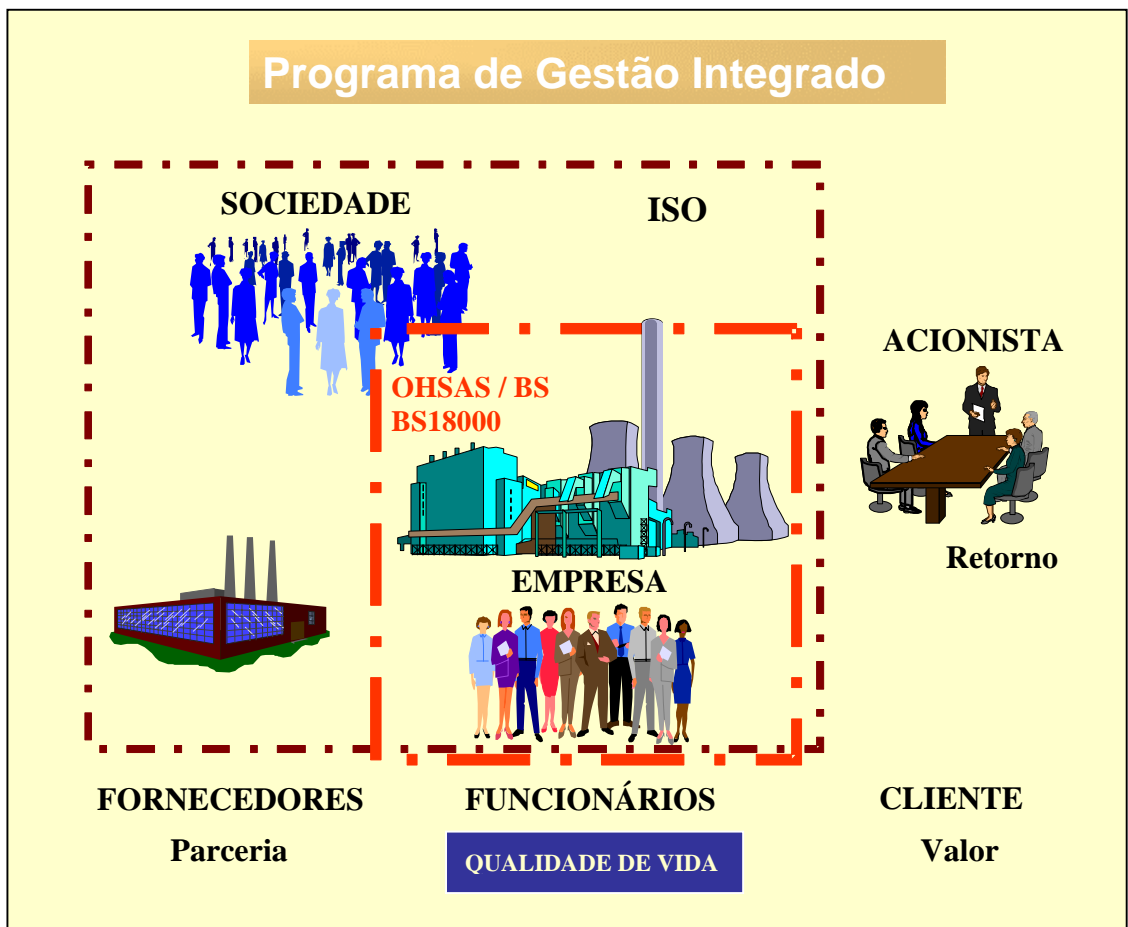 Programa de Gestão Integrado
SOCIEDADE
ISO
ACIONISTA
OHSAS / BS
BS18000
Retorno
EMPRESA
FORNECEDORES
FUNCIONÁRIOS
CLIENTE
Parceria
QUALIDADE DE VIDA
Valor